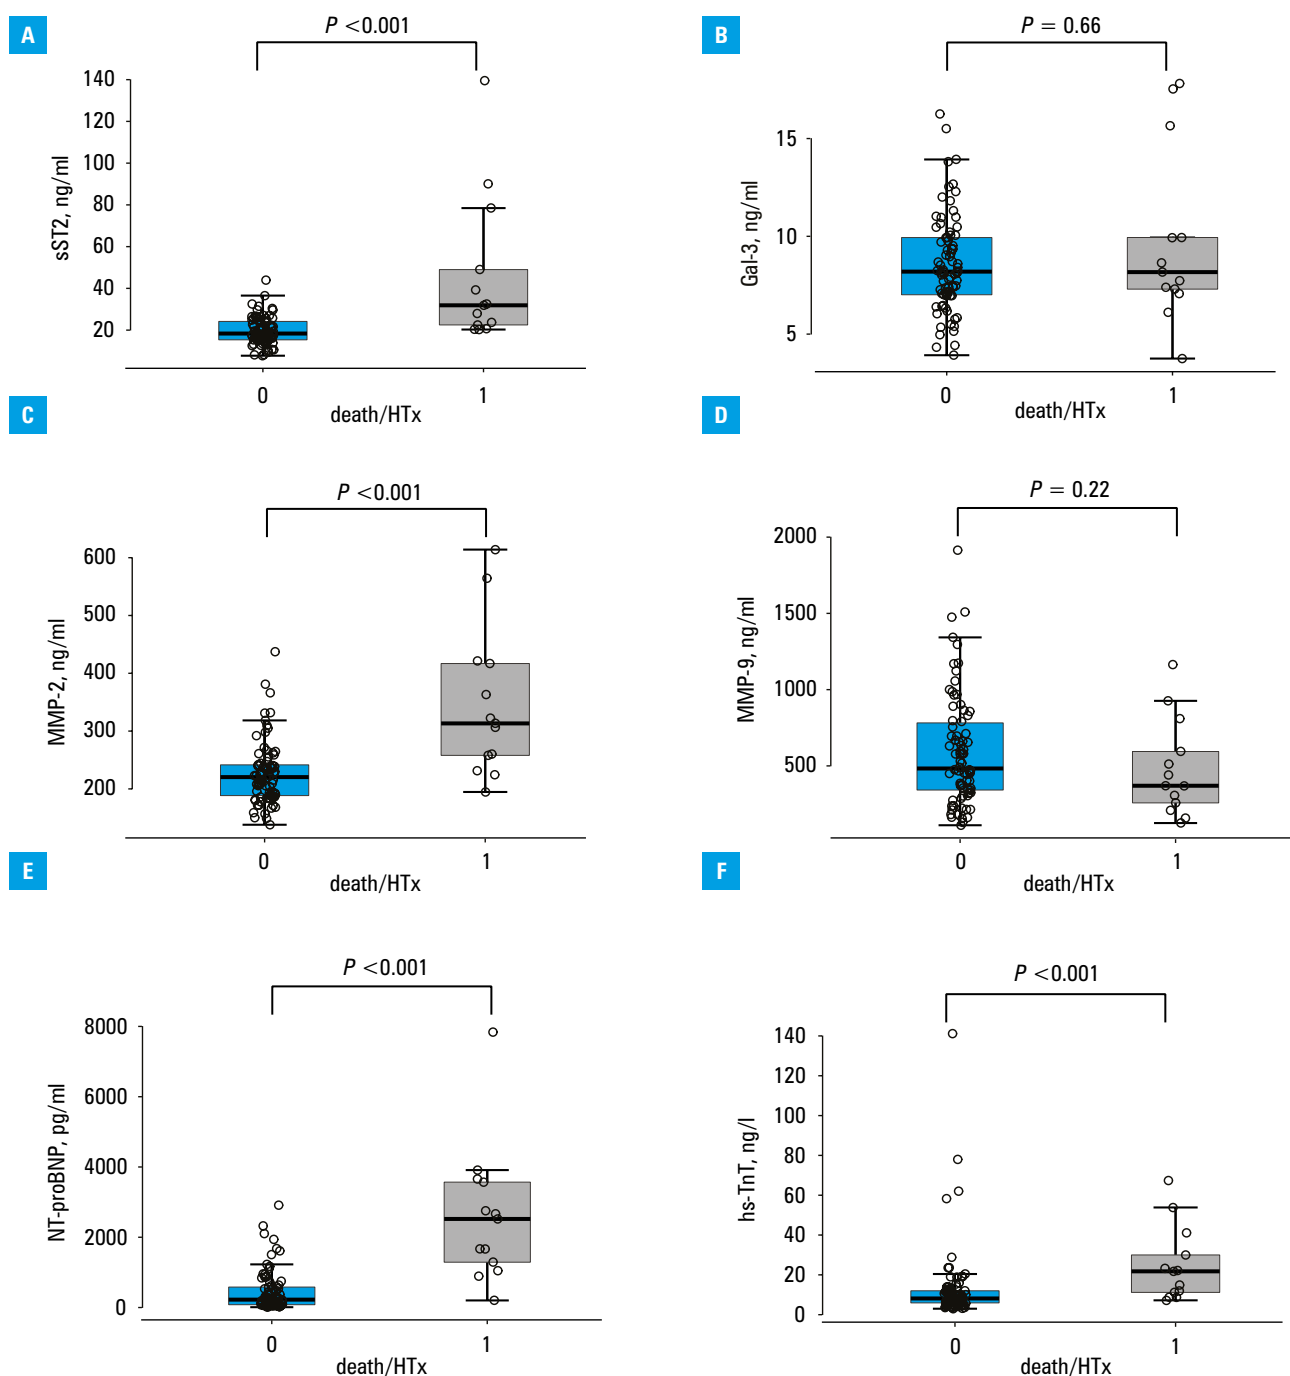 A
P <0.001
140
120
100
80
60
40
20
sST2, ng/ml
0 1
death/HTx
B
P = 0.66
15
10
5
Gal-3, ng/ml
0 1
death/HTx
C
P <0.001
600
500
400
300
200
MMP-2, ng/ml
0 1
death/HTx
D
P = 0.22
2000
1500
1000
500
MMP-9, ng/ml
0 1
death/HTx
E
P <0.001
8000
6000
4000
2000
0
NT-proBNP, pg/ml
0 1
death/HTx
F
P <0.001
140
120
100
80
60
40
20
0
hs-TnT, ng/l
0 1
death/HTx